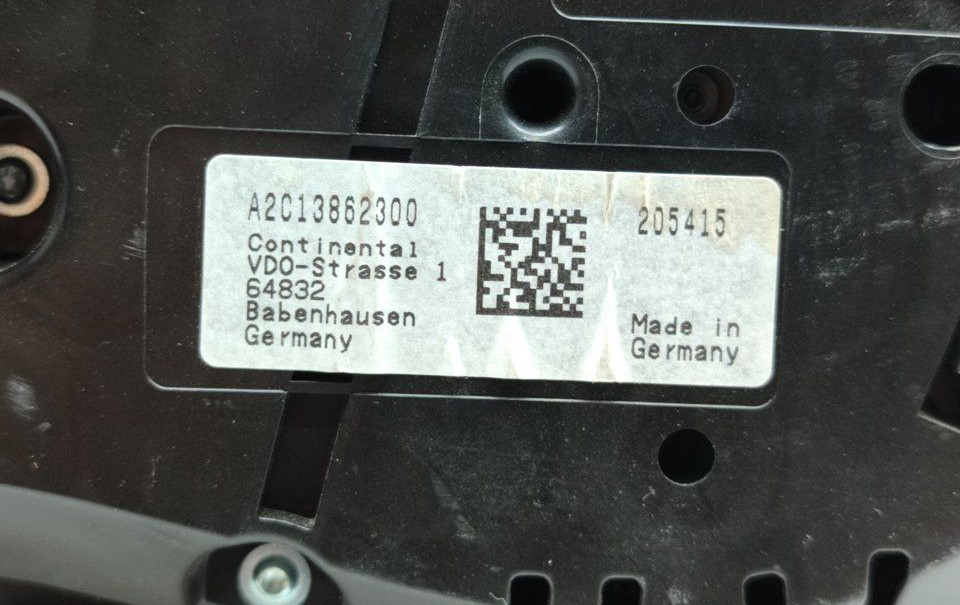 A2C13862300
Continental
VDO-Strasse 1
64832
Babenhausen
Germany
205415
Made in
Germany